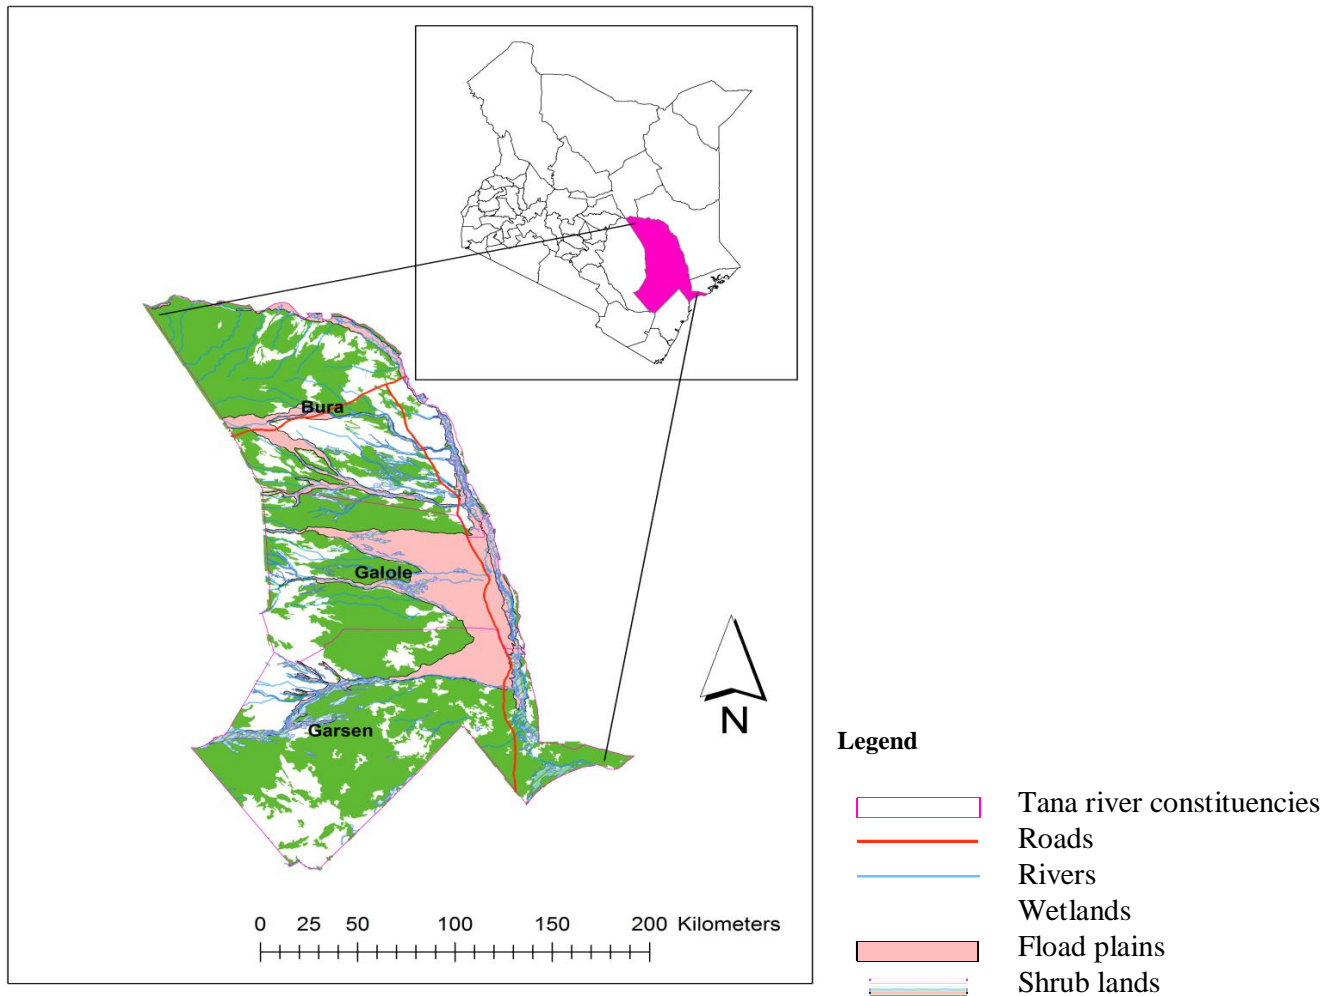 Bura
Galole
Garsen
N
0 25 50 100 150 200 Kilometers
Legend
Tana river constituencies
Roads
Rivers
Wetlands
Fload plains
Shrub lands